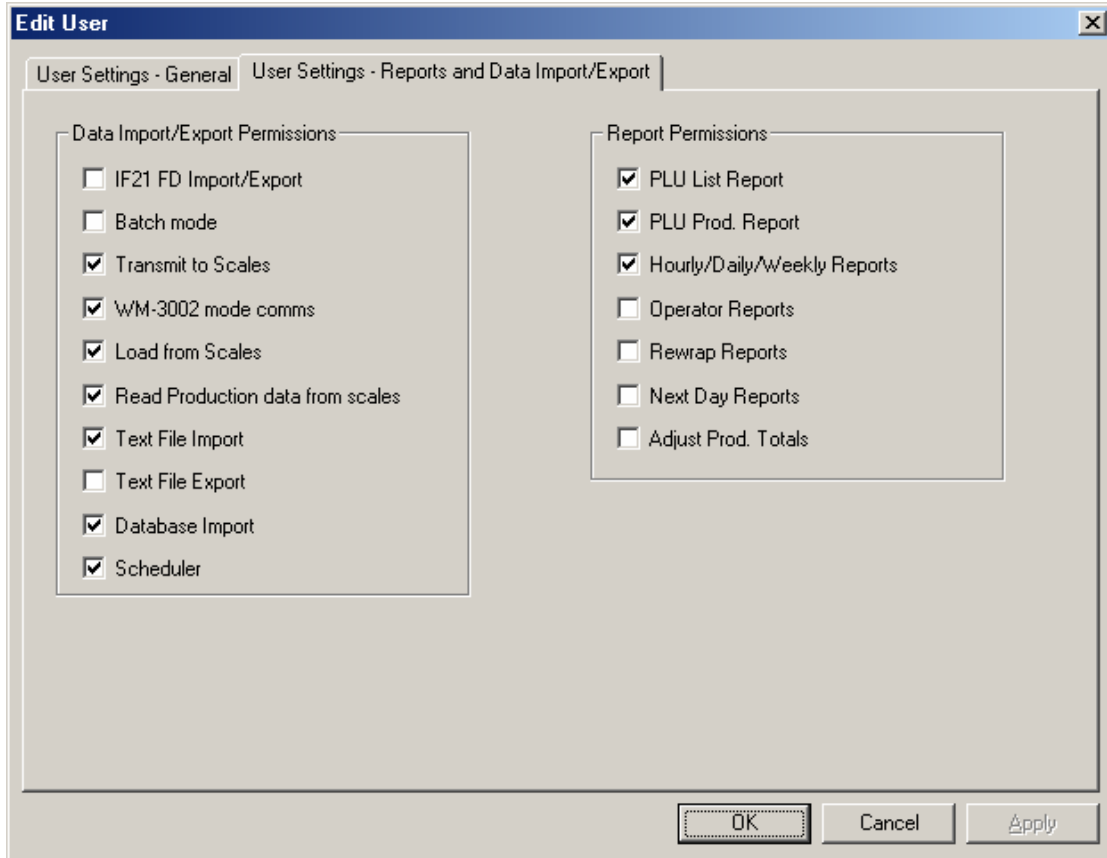 Edit User
User Settings - General
User Settings - Reports and Data Import/Export
Data Import/Export Permissions
IF21 FD Import/Export
Batch mode
Transmit to Scales
WM-3002 mode comms
Load from Scales
Read Production data from scales
Text File Import
Text File Export
Database Import
Scheduler
Report Permissions
PLU List Report
PLU Prod. Report
Hourly/Daily/Weekly Reports
Operator Reports
Rewrap Reports
Next Day Reports
Adjust Prod. Totals
OK
Cancel
Apply